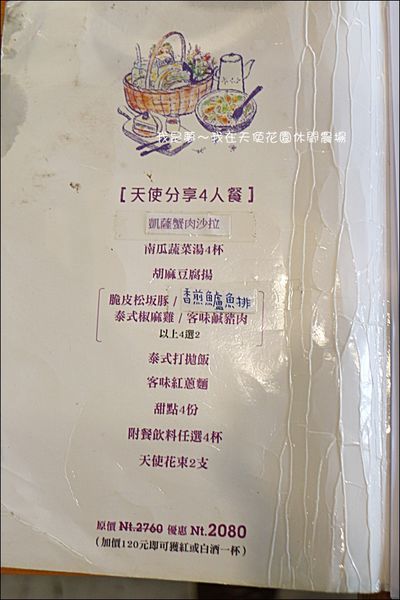 我是蔥～我在天使花園休閒農場
[ 天使分享4人餐 ]
凱薩蟹肉沙拉
南瓜蔬菜湯4杯
胡麻豆腐揚
脆皮松坂豚 / 香煎鱸魚排
泰式椒麻雞 / 客味鹹豬肉
以上4選2
泰式打拋飯
客味紅蔥麵
甜點4份
附餐飲料任選4杯
天使花束2支
原價 Nt.2760 優惠 Nt.2080
( 加價120元即可獲紅或白酒一杯 )